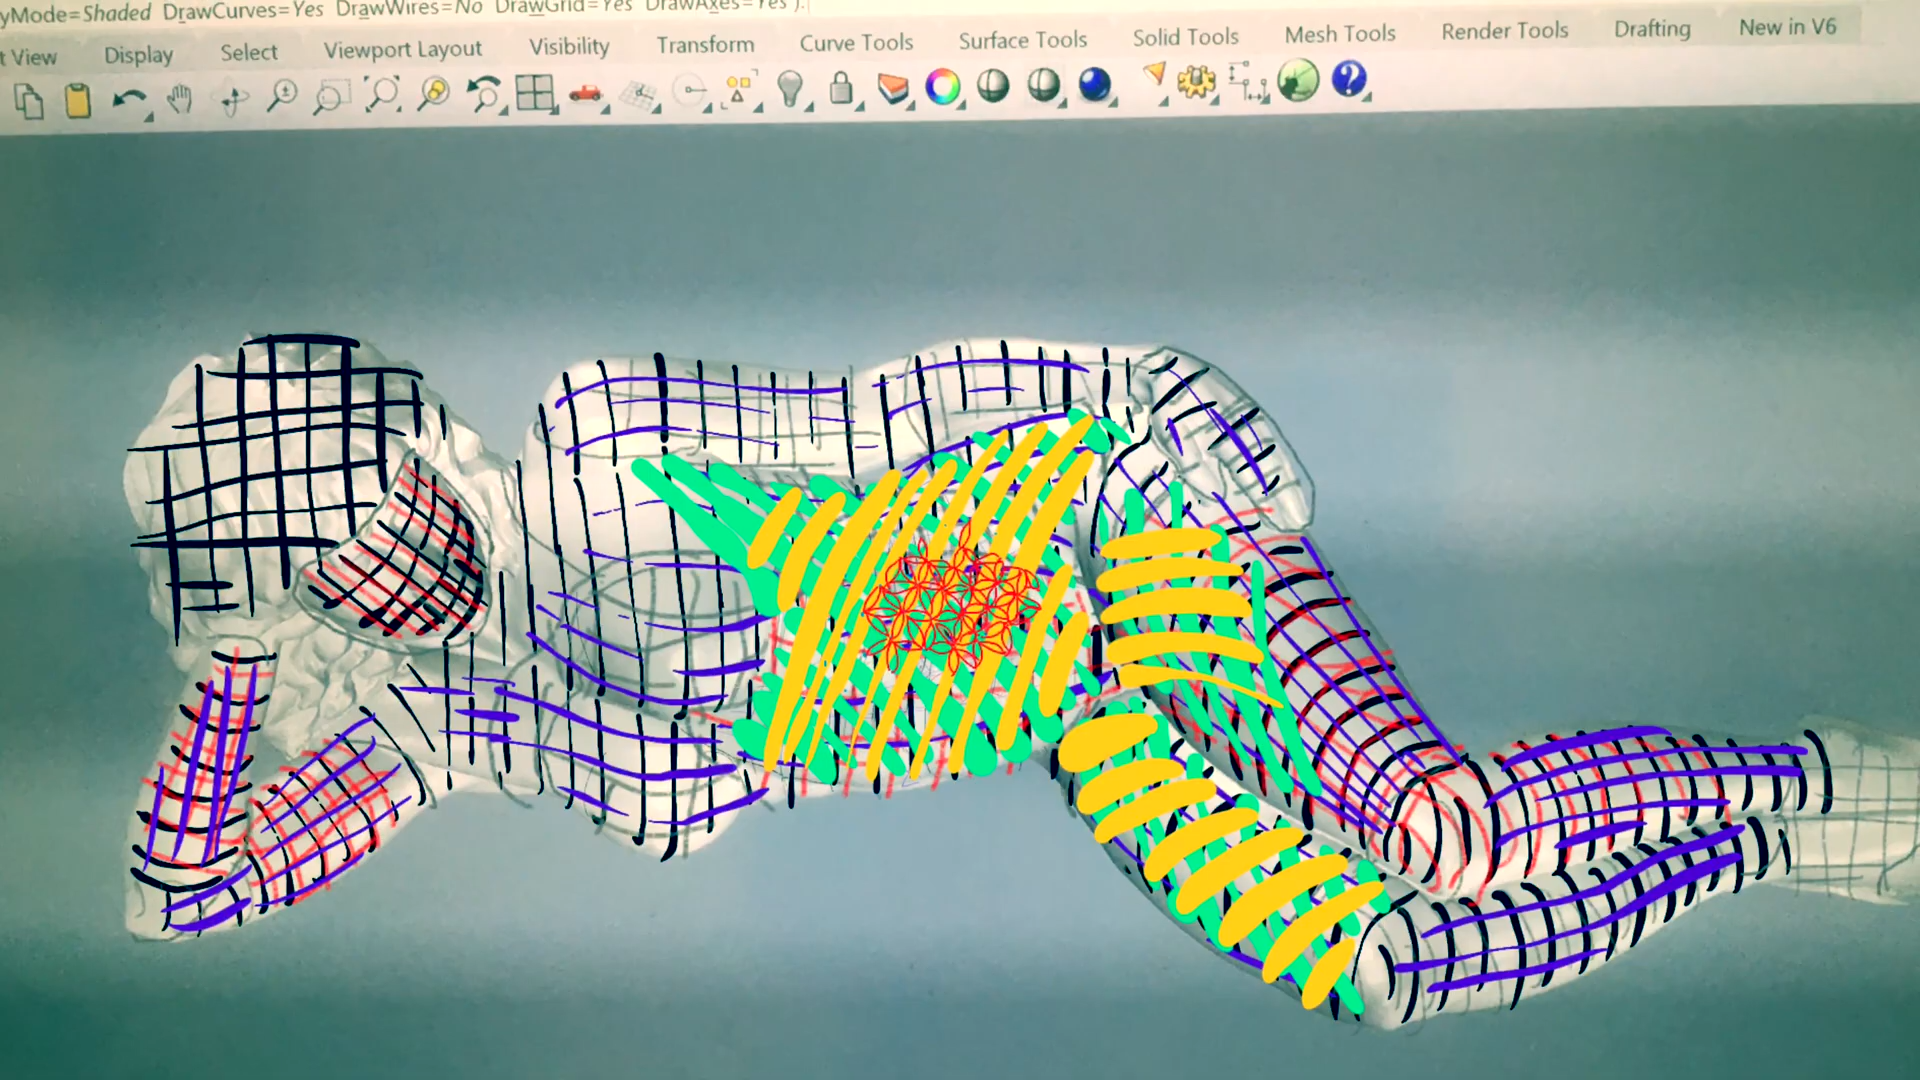 yMode=Shaded DrawCurves=Yes DrawWires=No DrawGrid=Yes DrawAxes=Yes ):
t View Display Select Viewport Layout Visibility Transform Curve Tools Surface Tools Solid Tools Mesh Tools Render Tools Drafting New in V6